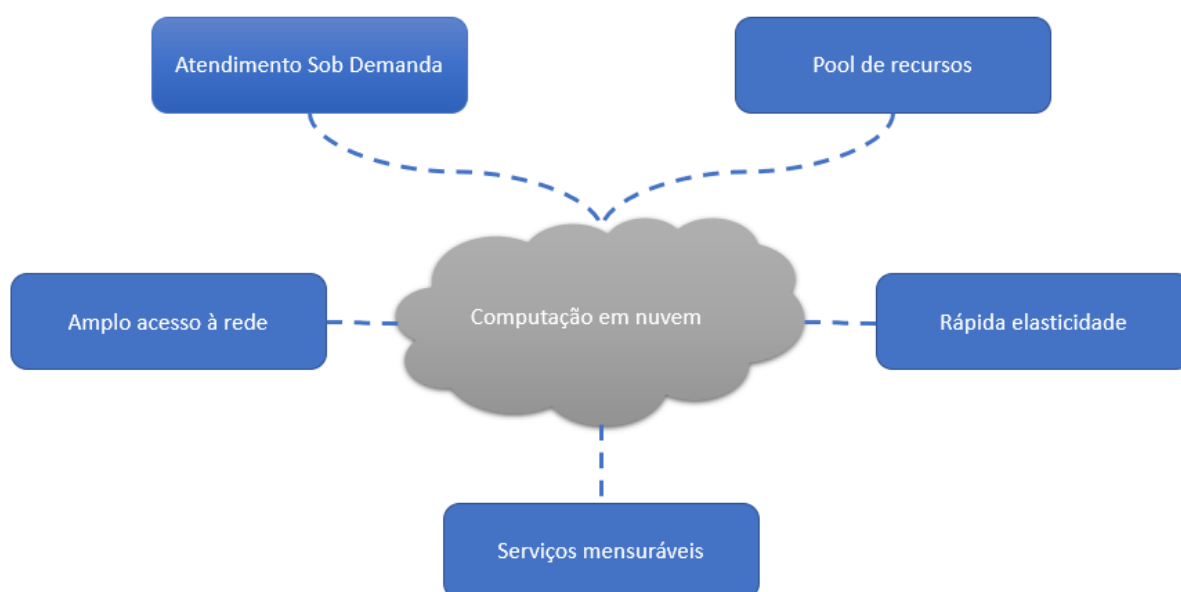 Atendimento Sob Demanda
Pool de recursos
Amplo acesso à rede
Computação em nuvem
Rápida elasticidade
Serviços mensuráveis